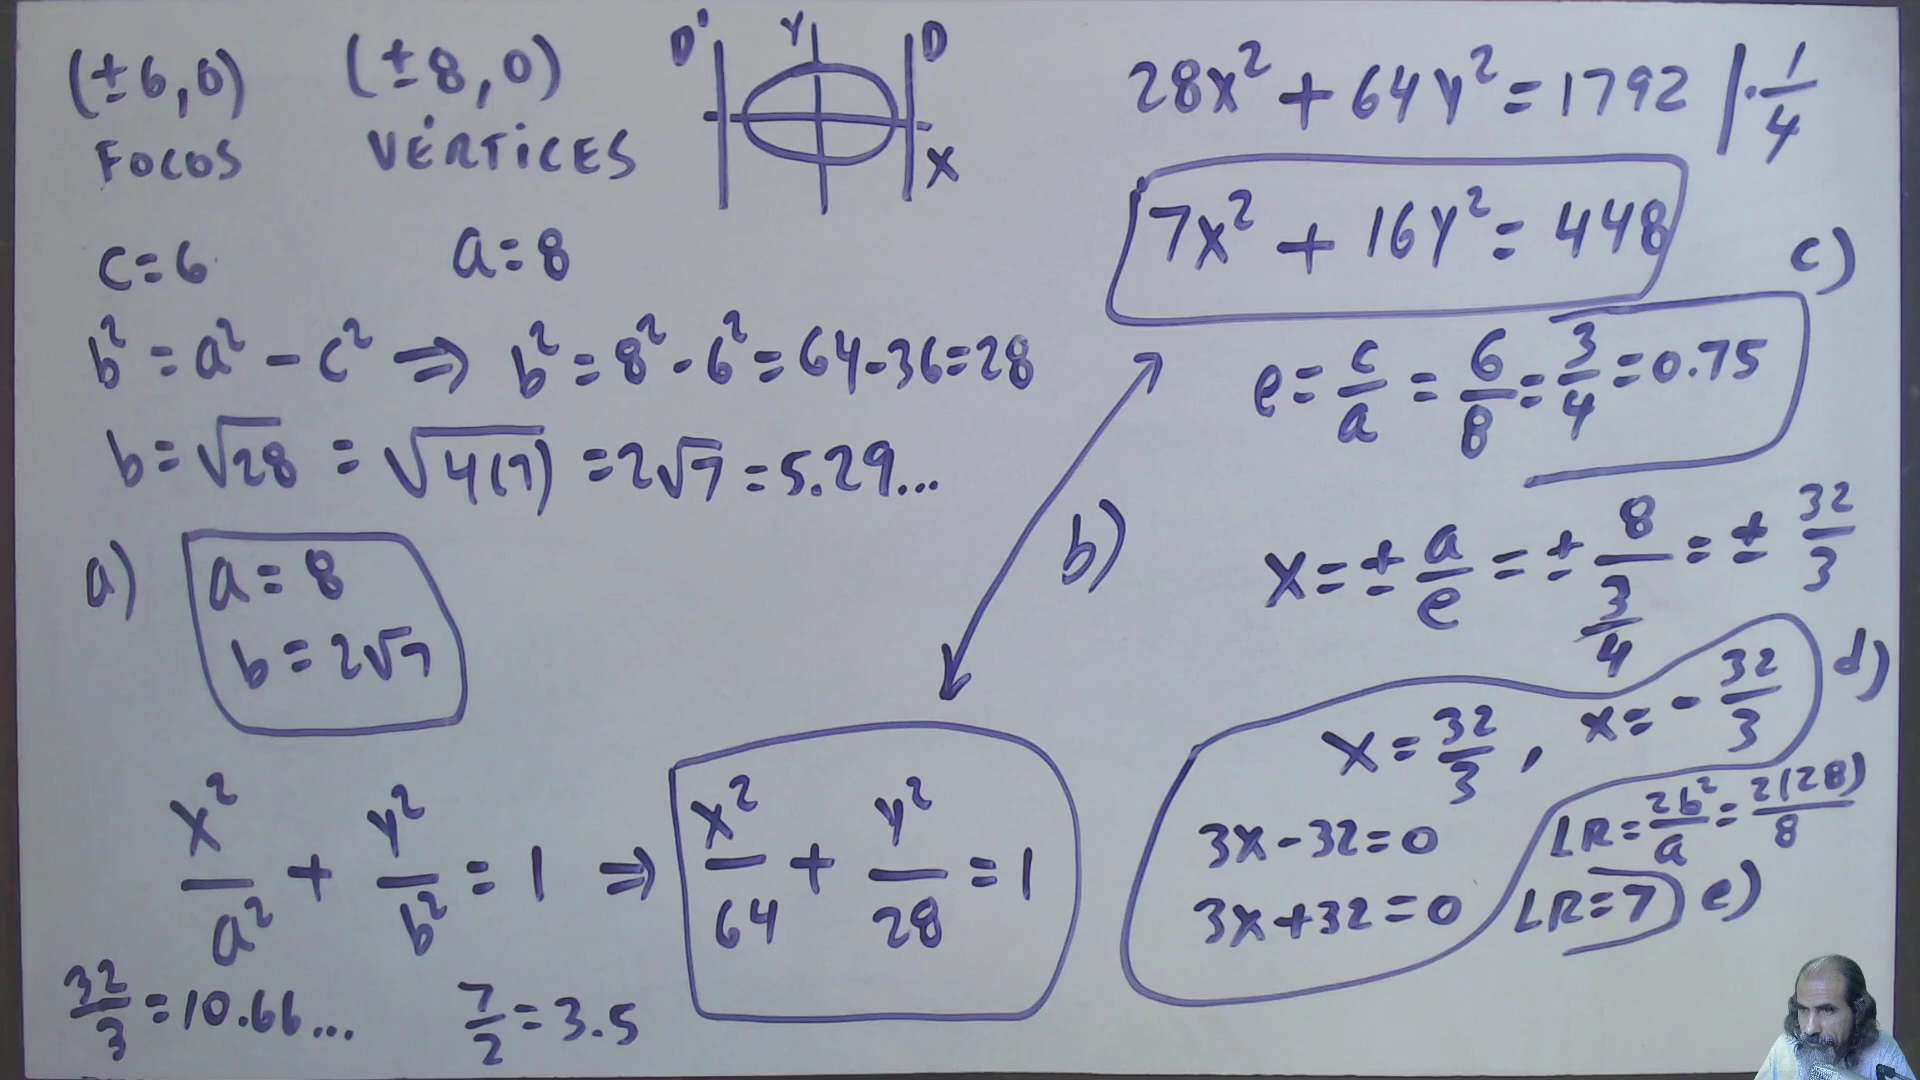 (±6,0) (±8,0)
FOCOS VÉRTICES
D' Y D
X
c=6 a=8
b²=a²-c² ⇒ b²=8²-6²=64-36=28
b=√28 = √4(7) =2√7=5.29...
a) a=8
b=2√7
x²/a² + y²/b² = 1 ⇒ x²/64 + y²/28 = 1
32/3=10.66... 7/2=3.5
b)
28x²+64y²=1792 |·1/4
7x²+16y²=448
c)
e=c/a=6/8=3/4=0.75
x=±a/e=±8/(3/4)=±32/3
d)
x=32/3, x=-32/3
3x-32=0
3x+32=0
LR=2b²/a=2(28)/8
LR=7 e)